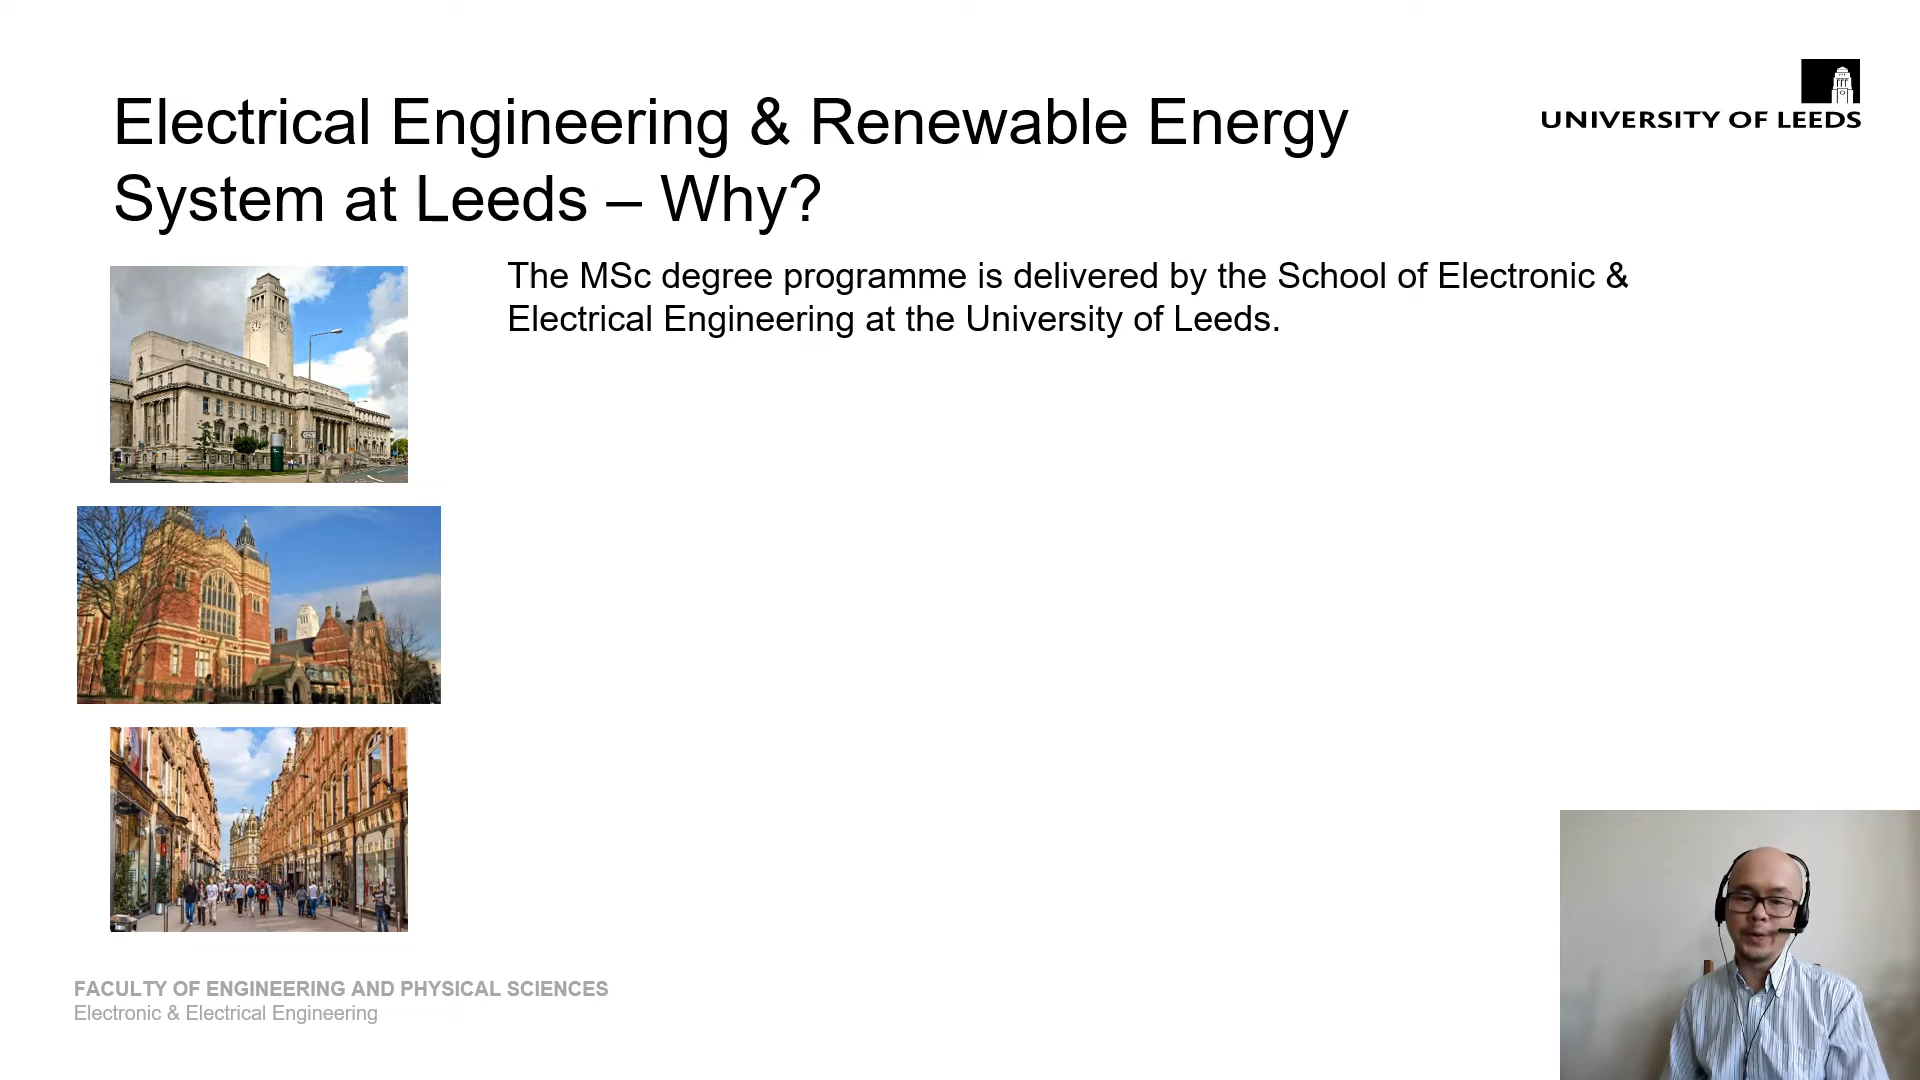 Electrical Engineering & Renewable Energy
System at Leeds – Why?
UNIVERSITY OF LEEDS
The MSc degree programme is delivered by the School of Electronic &
Electrical Engineering at the University of Leeds.
FACULTY OF ENGINEERING AND PHYSICAL SCIENCES
Electronic & Electrical Engineering